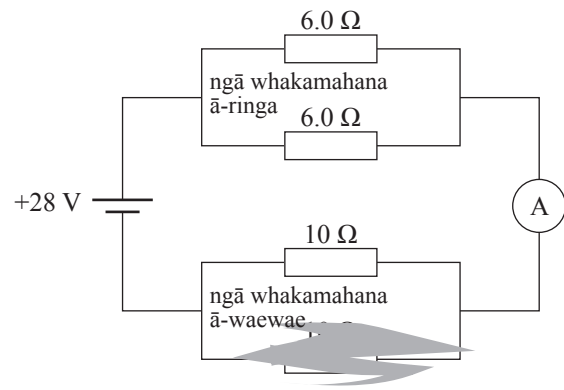 6.0 Ω
ngā whakamahana
ā-ringa
6.0 Ω
+28 V
A
10 Ω
ngā whakamahana
ā-waewae